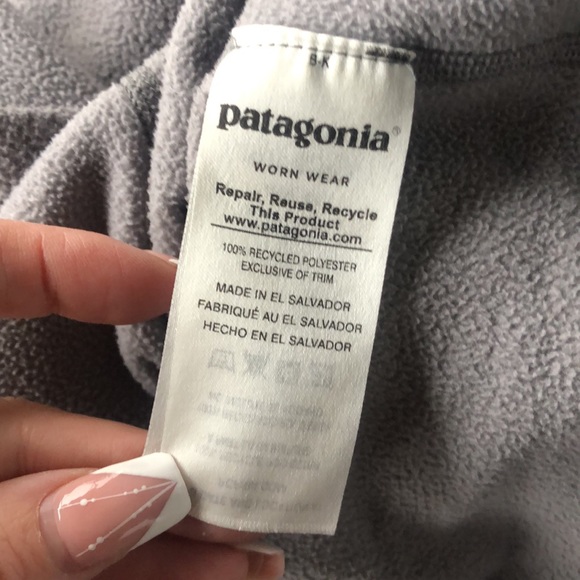 S-K
patagonia®
WORN WEAR
Repair, Reuse, Recycle
This Product
www.patagonia.com
100% RECYCLED POLYESTER
EXCLUSIVE OF TRIM
MADE IN EL SALVADOR
FABRIQUÉ AU EL SALVADOR
HECHO EN EL SALVADOR